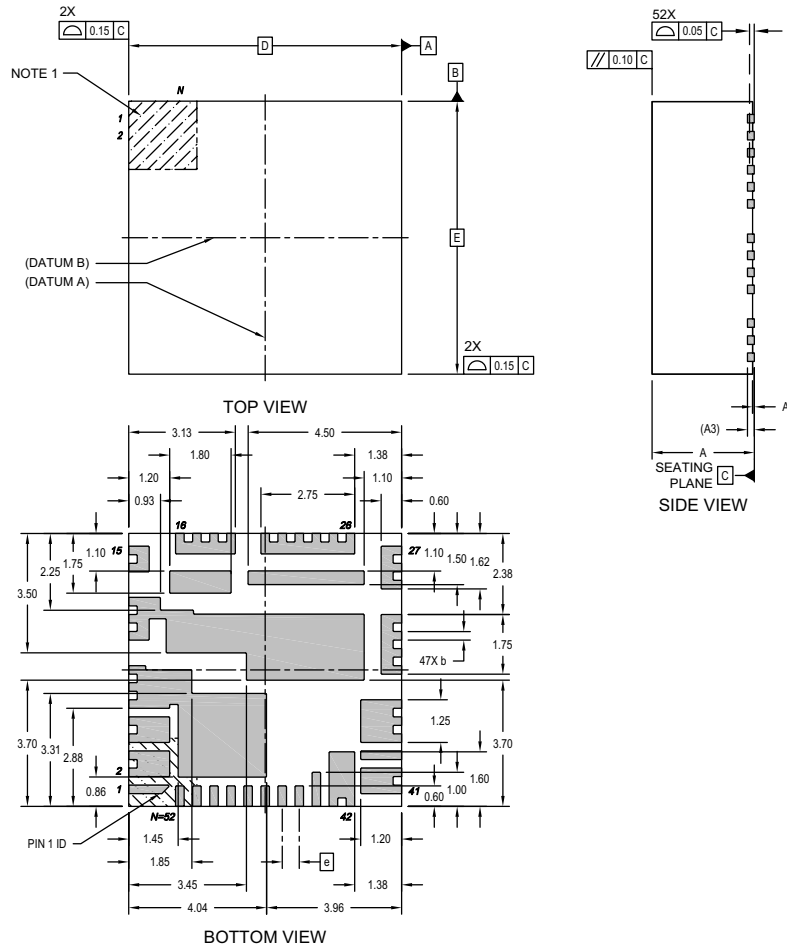 2X
0.15 C
D
A
NOTE 1
N
B
1
2
(DATUM B)
(DATUM A)
E
2X
0.15 C
TOP VIEW
52X
0.05 C
// 0.10 C
A
(A3)
A
SEATING
PLANE
C
SIDE VIEW
3.13
4.50
1.80
1.38
1.20
1.10
0.93
2.75
0.60
16
26
15
27
1.10
1.75
2.25
3.50
1.10
1.50
1.62
2.38
1.75
47X b
3.70
3.31
2.88
0.86
2
1
1.25
3.70
1.60
1.00
0.60
N=52
42
41
PIN 1 ID
1.45
1.85
e
1.20
3.45
1.38
4.04
3.96
BOTTOM VIEW